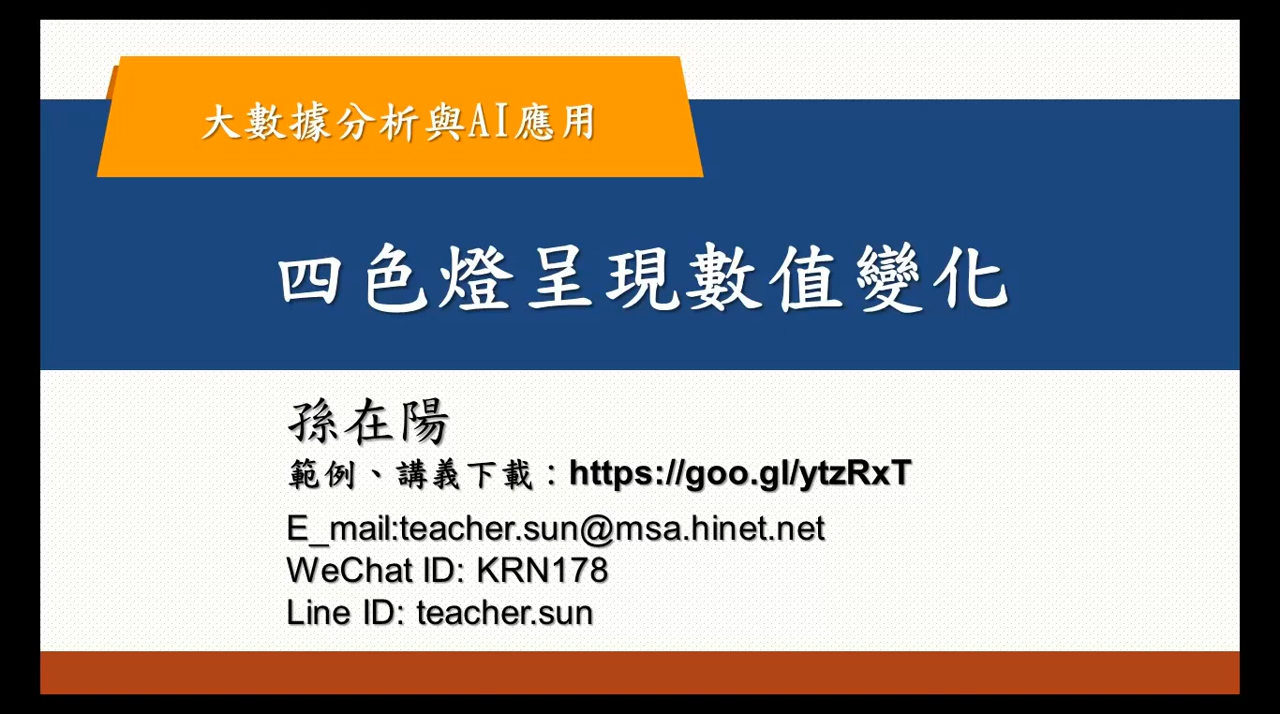 大數據分析與AI應用
四色燈呈現數值變化
孫在陽
範例、講義下載：https://goo.gl/ytzRxT
E_mail:teacher.sun@msa.hinet.net
WeChat ID: KRN178
Line ID: teacher.sun